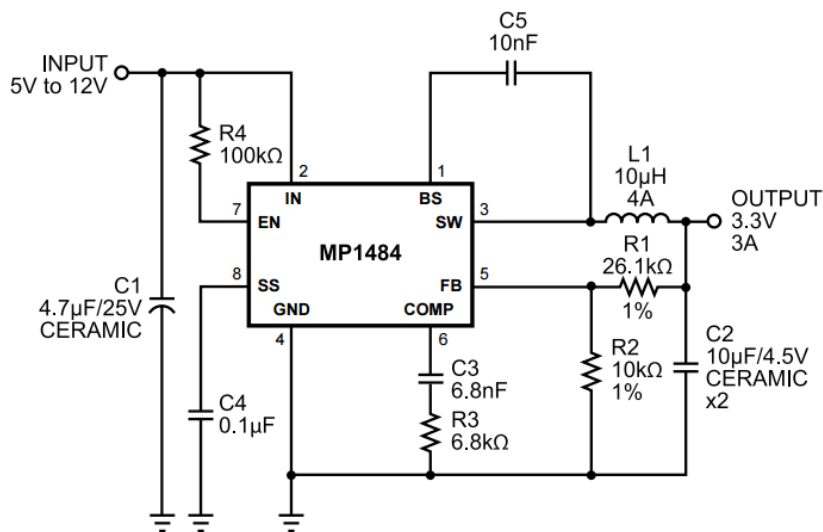 C5
10nF
INPUT
5V to 12V
R4
100kΩ
2
1
L1
10µH
4A
IN
BS
OUTPUT
3.3V
3A
7
EN
SW
3
MP1484
R1
26.1kΩ
1%
8
SS
FB
5
C1
4.7µF/25V
CERAMIC
GND
COMP
4
6
C2
10µF/4.5V
CERAMIC
x2
R2
10kΩ
1%
C3
6.8nF
C4
0.1µF
R3
6.8kΩ